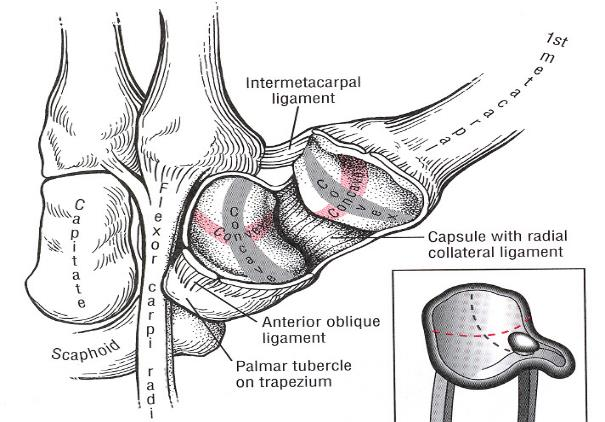 1st metacarpal
Intermetacarpal
ligament
Flexor carpi radi
Capitate
Concave
Convex
Convex
Concave
Capsule with radial
collateral ligament
Anterior oblique
ligament
Scaphoid
Palmar tubercle
on trapezium